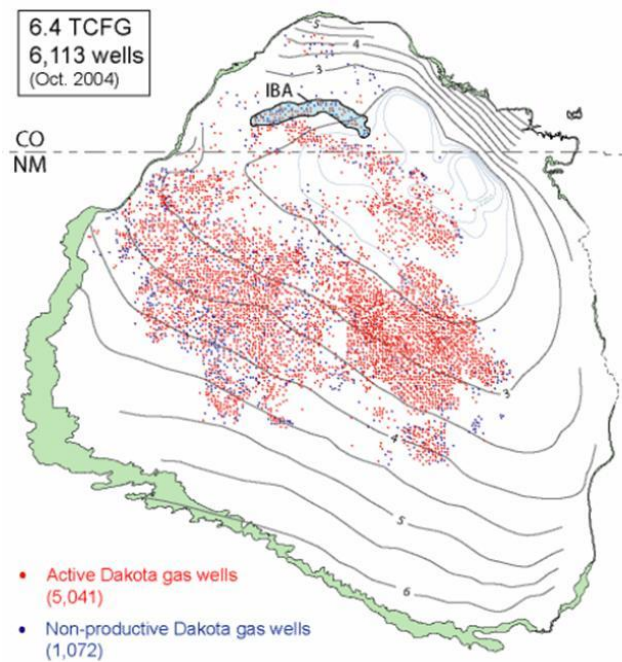 6.4 TCFG
6,113 wells
(Oct. 2004)
5
4
3
IBA
CO
NM
3
4
5
6
• Active Dakota gas wells
(5,041)
• Non-productive Dakota gas wells
(1,072)